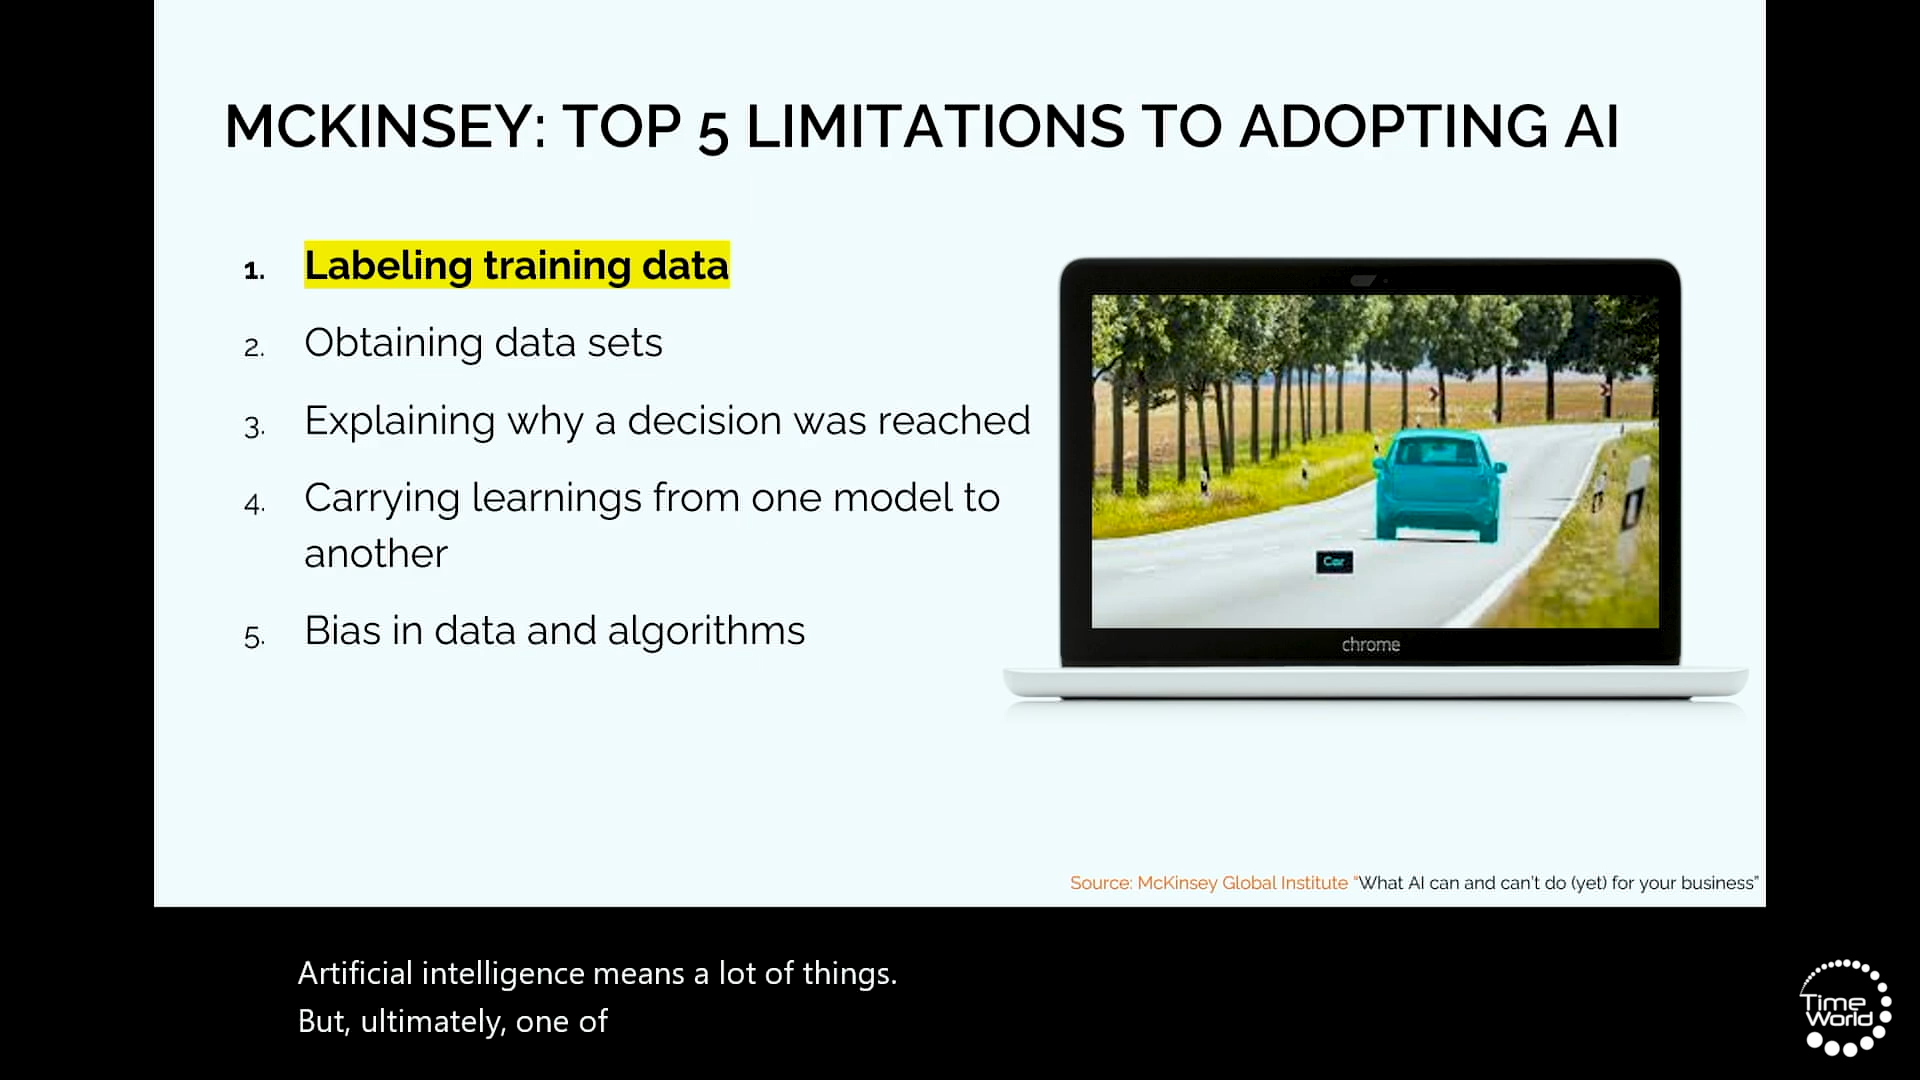 MCKINSEY: TOP 5 LIMITATIONS TO ADOPTING AI
1. Labeling training data
2. Obtaining data sets
3. Explaining why a decision was reached
4. Carrying learnings from one model to
another
5. Bias in data and algorithms
Car
chrome
Source: McKinsey Global Institute “What AI can and can't do (yet) for your business”
Artificial intelligence means a lot of things.
But, ultimately, one of
Time
World